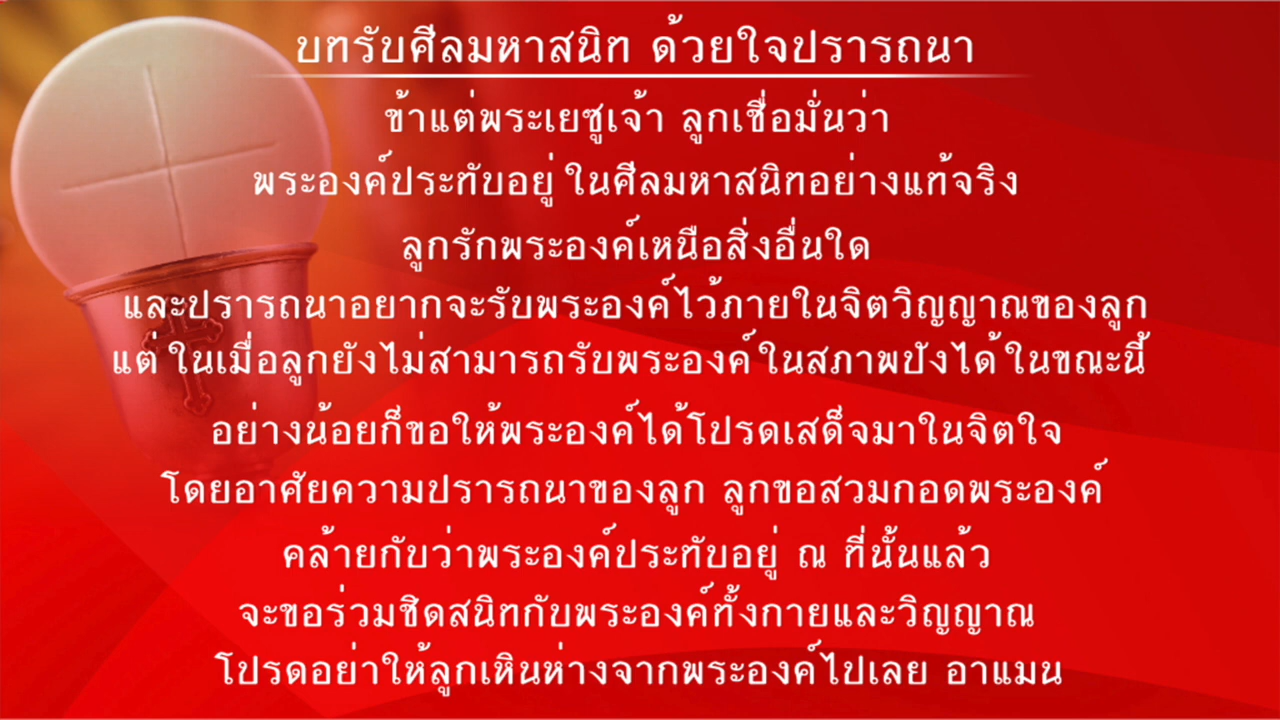 บทรับศีลมหาสนิท ด้วยใจปรารถนา
ข้าแต่พระเยซูเจ้า ลูกเชื่อมั่นว่า
พระองค์ประทับอยู่ ในศีลมหาสนิทอย่างแท้จริง
ลูกรักพระองค์เหนือสิ่งอื่นใด
และปรารถนาอยากจะรับพระองค์ไว้ภายในจิตวิญญาณของลูก
แต่ ในเมื่อลูกยังไม่สามารถรับพระองค์ ในสภาพปังได้ ในขณะนี้
อย่างน้อยก็ขอให้พระองค์ได้โปรดเสด็จมาในจิตใจ
โดยอาศัยความปรารถนาของลูก ลูกขอสวมกอดพระองค์
คล้ายกับว่าพระองค์ประทับอยู่ ณ ที่นั้นแล้ว
จะขอร่วมชิดสนิทกับพระองค์ทั้งกายและวิญญาณ
โปรดอย่าให้ลูกเหินห่างจากพระองค์ไปเลย อาแมน